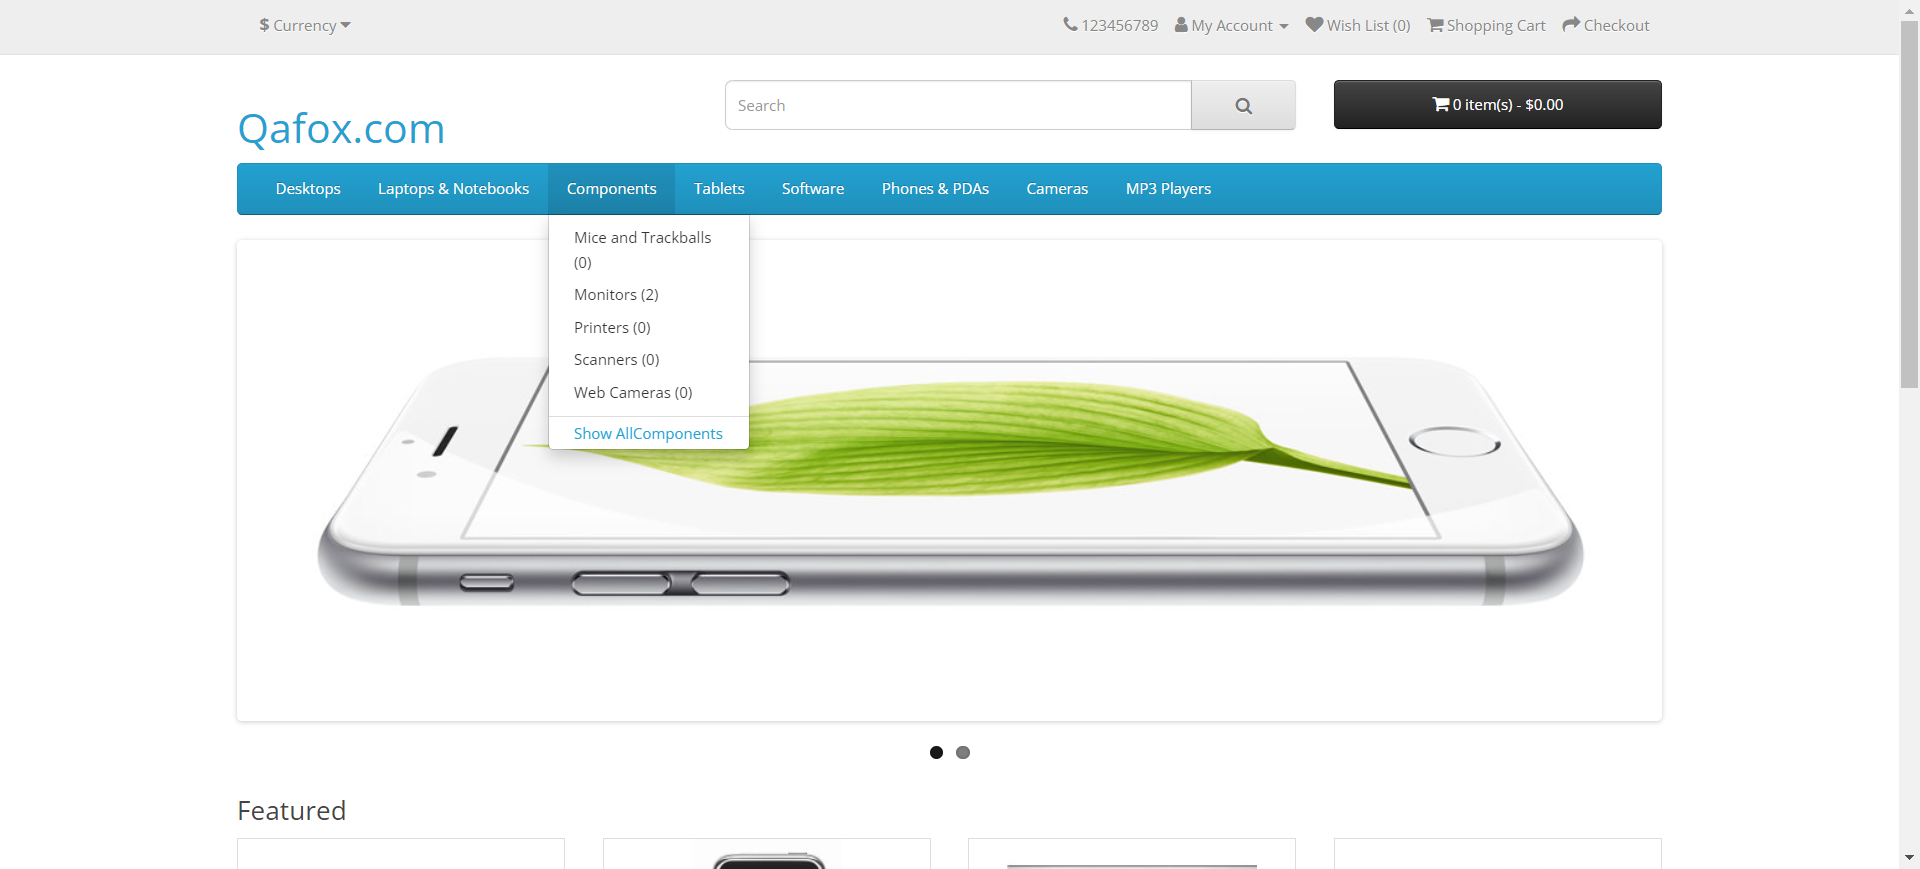 $ Currency
123456789 My Account Wish List (0) Shopping Cart Checkout
Qafox.com
Search
0 item(s) - $0.00
Desktops Laptops & Notebooks Components Tablets Software Phones & PDAs Cameras MP3 Players
Mice and Trackballs
(0)
Monitors (2)
Printers (0)
Scanners (0)
Web Cameras (0)
Show AllComponents
Featured